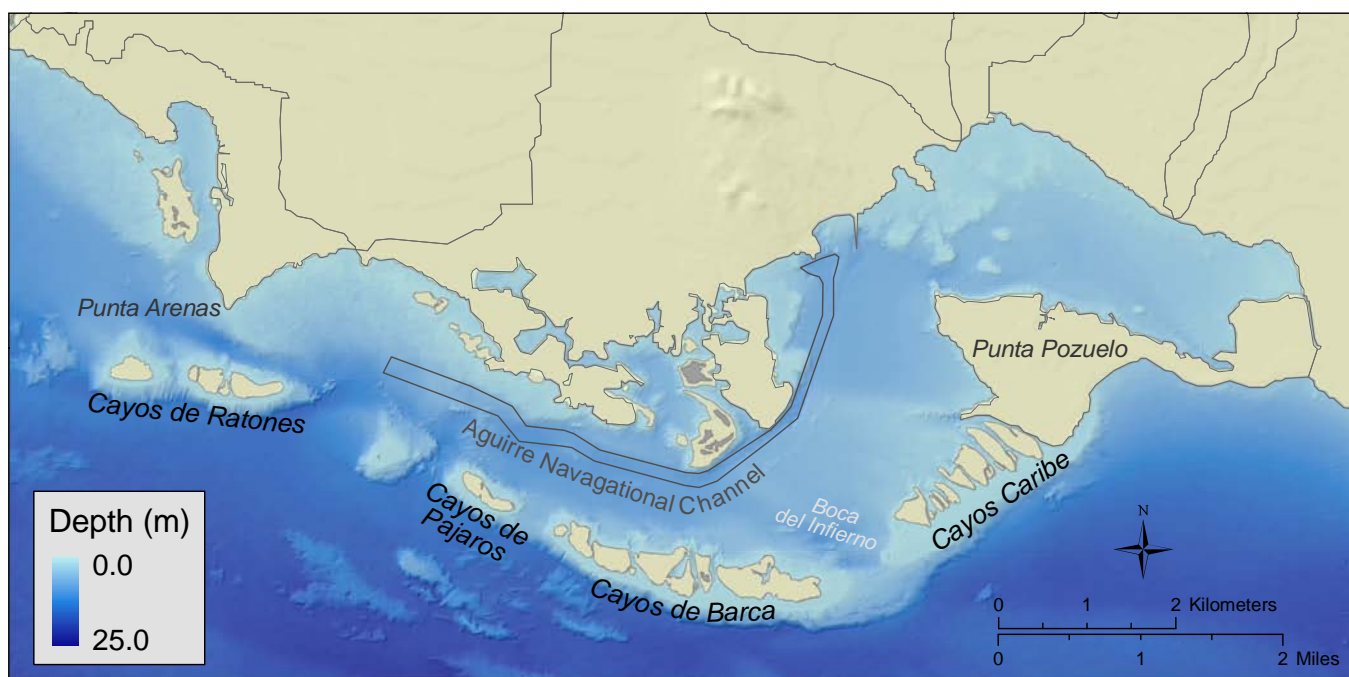 Punta Arenas
Cayos de Ratones
Punta Pozuelo
Aguirre Navagational Channel
Cayos de
Pajaros
Boca
del Infierno
Cayos Caribe
Cayos de Barca
Depth (m)
0.0
25.0
N
0 1 2 Kilometers
0 1 2 Miles